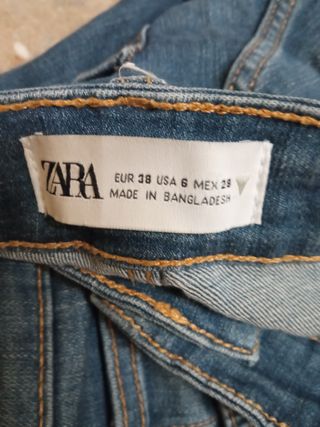 ZARA
EUR 38 USA 6 MEX 28
MADE IN BANGLADESH